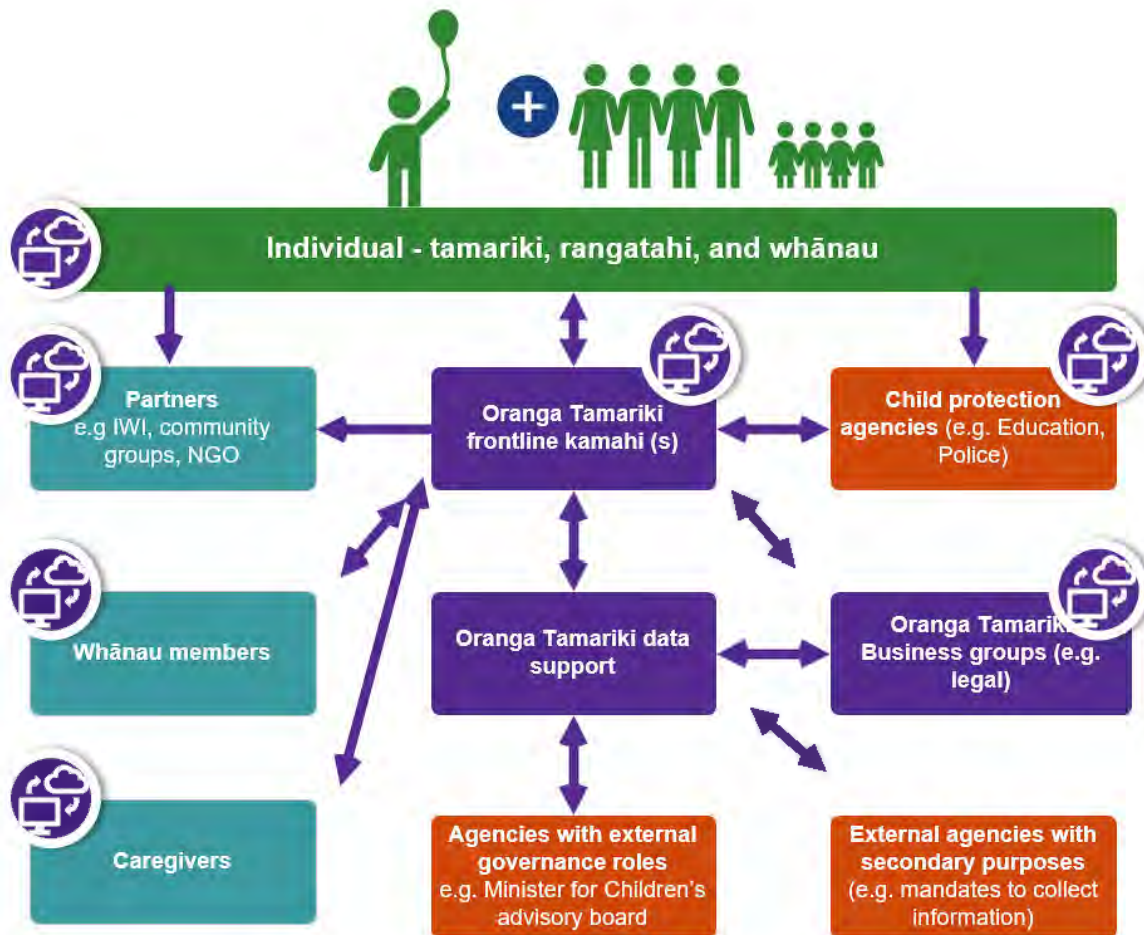 Individual - tamariki, rangatahi, and whānau
Partners
e.g IWI, community
groups, NGO
Oranga Tamariki
frontline kamahi (s)
Child protection
agencies (e.g. Education,
Police)
Whānau members
Oranga Tamariki data
support
Oranga Tamariki
Business groups (e.g.
legal)
Caregivers
Agencies with external
governance roles
e.g. Minister for Children's
advisory board
External agencies with
secondary purposes
(e.g. mandates to collect
information)